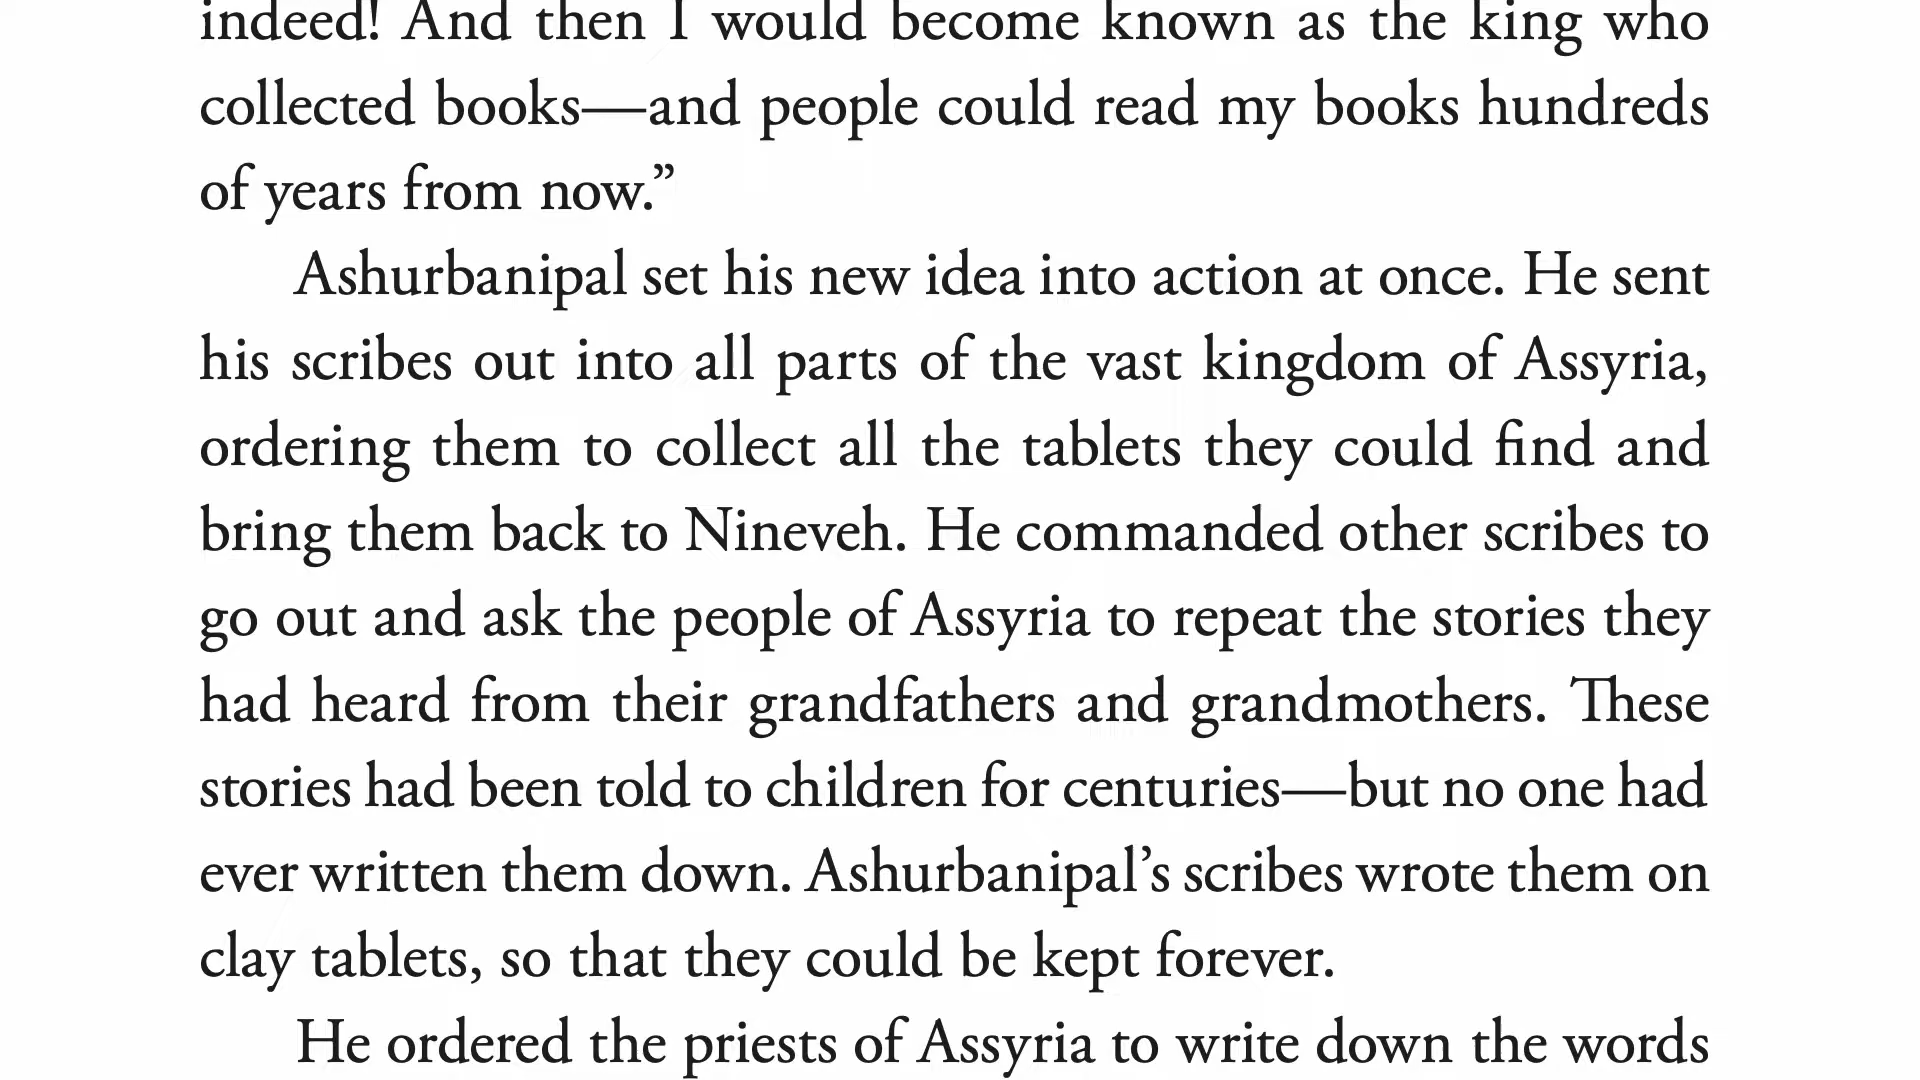 indeed! And then I would become known as the king who
collected books—and people could read my books hundreds
of years from now.”
Ashurbanipal set his new idea into action at once. He sent
his scribes out into all parts of the vast kingdom of Assyria,
ordering them to collect all the tablets they could find and
bring them back to Nineveh. He commanded other scribes to
go out and ask the people of Assyria to repeat the stories they
had heard from their grandfathers and grandmothers. These
stories had been told to children for centuries—but no one had
ever written them down. Ashurbanipal’s scribes wrote them on
clay tablets, so that they could be kept forever.
He ordered the priests of Assyria to write down the words